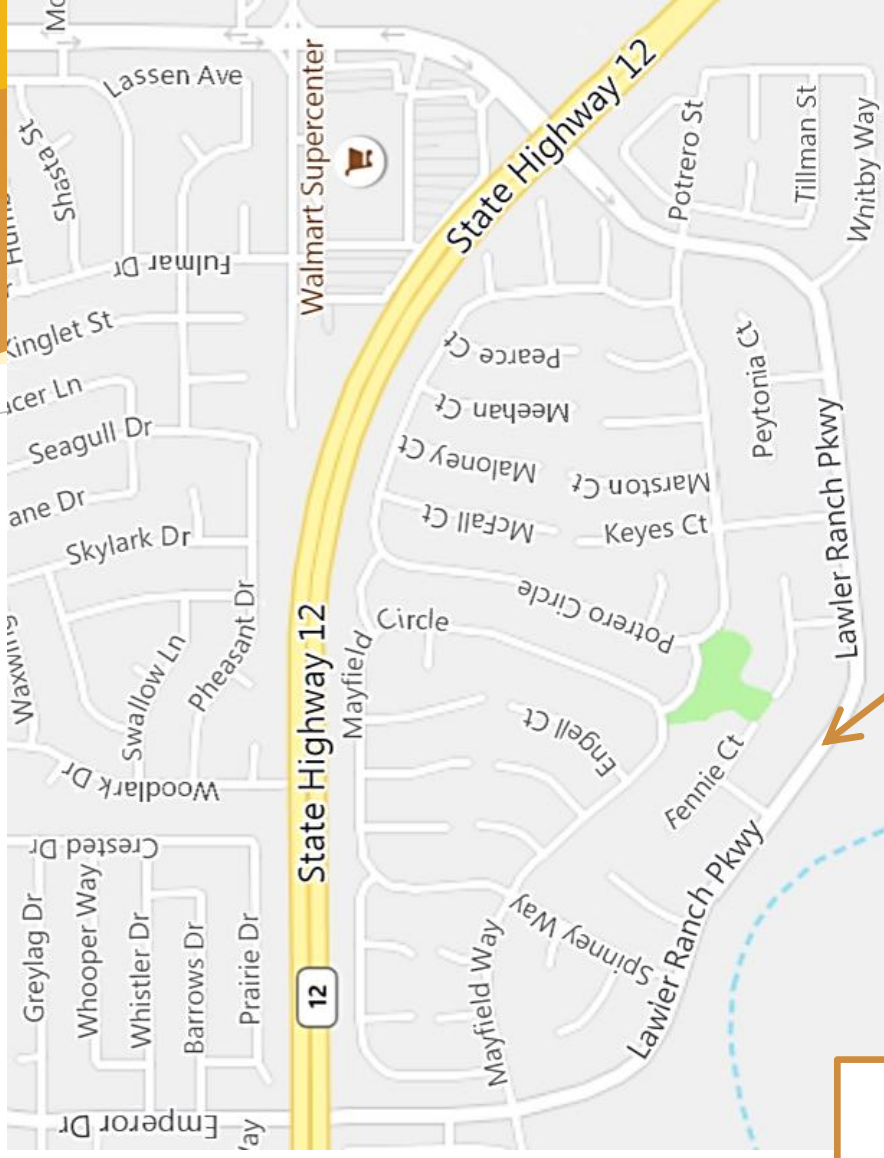 Lassen Ave
Shasta St
Walmart Supercenter
State Highway 12
Potrero St
Tillman St
Whitby Way
Fulmar Dr
Kinglet St
Seagull Dr
Skylark Dr
Pheasant Dr
Swallow Ln
Woodlark Dr
Pearce Ct
Meehan Ct
Maloney Ct
McFall Ct
Marston Ct
Keyes Ct
Peytonia Ct
Lawler Ranch Pkwy
Potrero Circle
Mayfield
Circle
State Highway 12
Engell Ct
Fennie Ct
Crested Dr
Greylag Dr
Whooper Way
Whistler Dr
Barrows Dr
Prairie Dr
12
Mayfield Way
Spinney Way
Lawler Ranch Pkwy
Emperor Dr